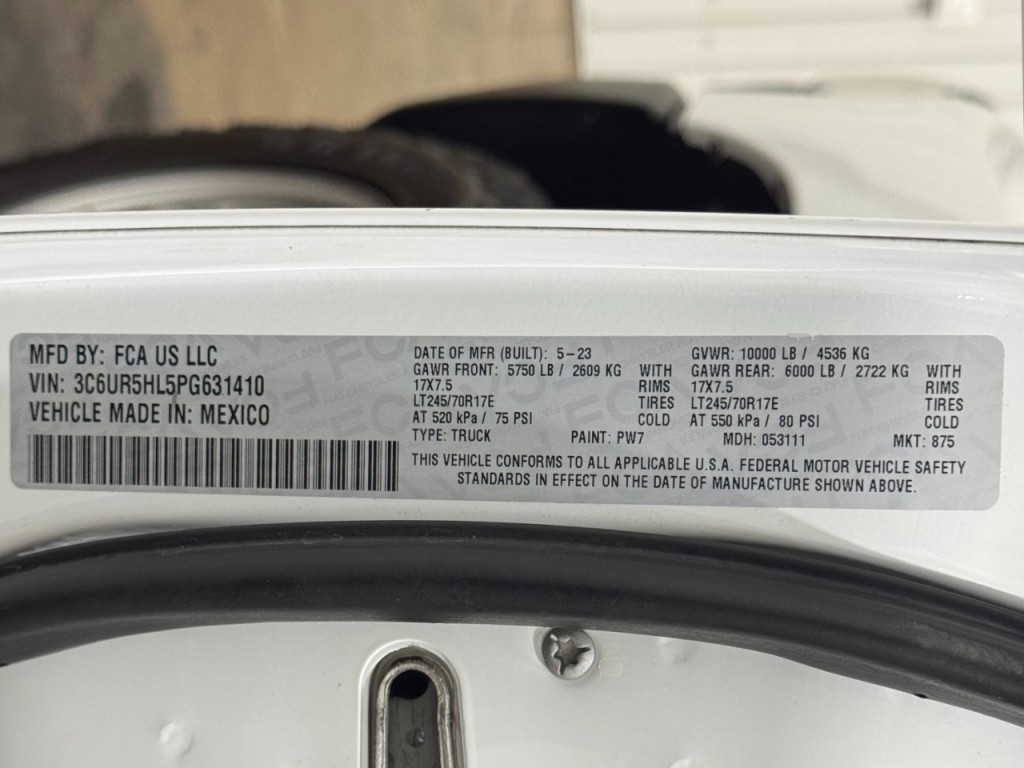 MFD BY: FCA US LLC
VIN: 3C6UR5HL5PG631410
VEHICLE MADE IN: MEXICO
DATE OF MFR (BUILT): 5-23
GAWR FRONT: 5750 LB / 2609 KG WITH
17X7.5 RIMS
LT245/70R17E TIRES
AT 520 kPa / 75 PSI COLD
TYPE: TRUCK PAINT: PW7
GVWR: 10000 LB / 4536 KG
GAWR REAR: 6000 LB / 2722 KG WITH
17X7.5 RIMS
LT245/70R17E TIRES
AT 550 kPa / 80 PSI COLD
MDH: 053111 MKT: 875
THIS VEHICLE CONFORMS TO ALL APPLICABLE U.S.A. FEDERAL MOTOR VEHICLE SAFETY
STANDARDS IN EFFECT ON THE DATE OF MANUFACTURE SHOWN ABOVE.